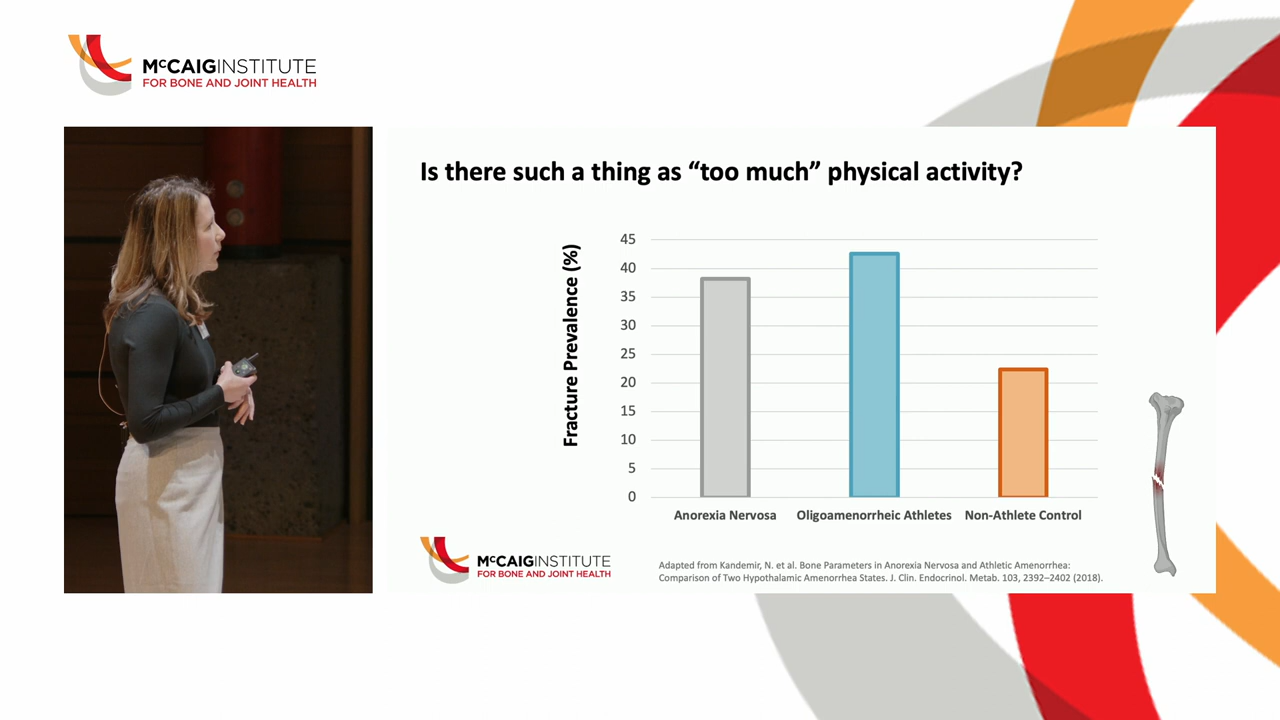 McCAIGINSTITUTE
FOR BONE AND JOINT HEALTH
Is there such a thing as “too much” physical activity?
Fracture Prevalence (%)
45
40
35
30
25
20
15
10
5
0
Anorexia Nervosa
Oligoamenorrheic Athletes
Non-Athlete Control
McCAIGINSTITUTE
FOR BONE AND JOINT HEALTH
Adapted from Kandemir, N. et al. Bone Parameters in Anorexia Nervosa and Athletic Amenorrhea:
Comparison of Two Hypothalamic Amenorrhea States. J. Clin. Endocrinol. Metab. 103, 2392–2402 (2018).